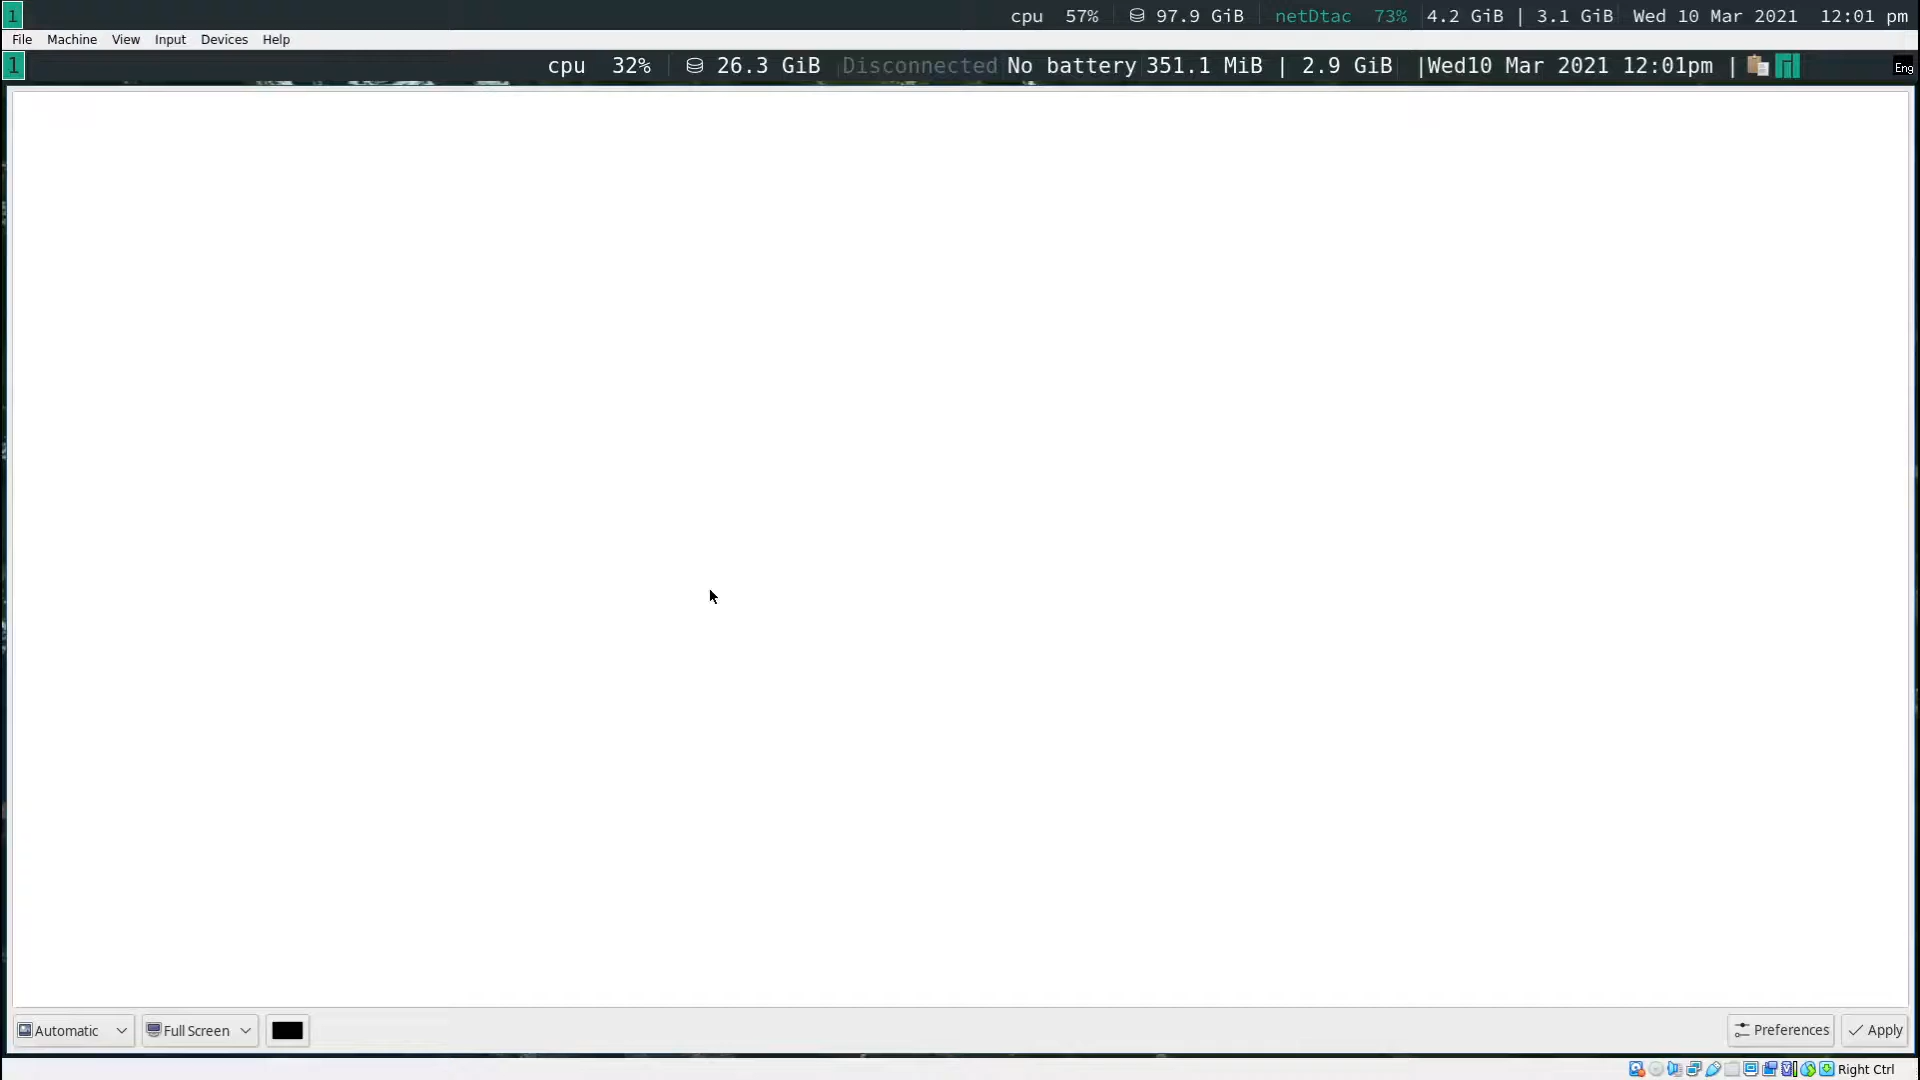 1 cpu 57% 97.9 GiB netDtac 73% 4.2 GiB | 3.1 GiB Wed 10 Mar 2021 12:01 pm
File Machine View Input Devices Help
1 cpu 32% 26.3 GiB Disconnected No battery 351.1 MiB | 2.9 GiB |Wed10 Mar 2021 12:01pm | Eng
Automatic Full Screen Preferences Apply
Right Ctrl